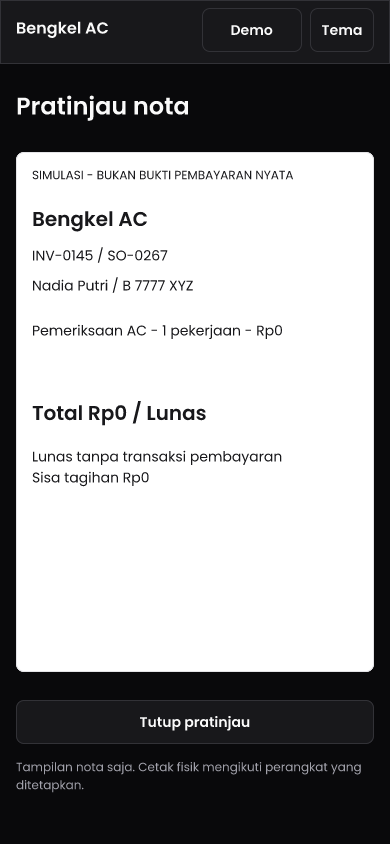 Bengkel AC
Demo
Tema
Pratinjau nota
SIMULASI - BUKAN BUKTI PEMBAYARAN NYATA
Bengkel AC
INV-0145 / SO-0267
Nadia Putri / B 7777 XYZ
Pemeriksaan AC - 1 pekerjaan - Rp0
Total Rp0 / Lunas
Lunas tanpa transaksi pembayaran
Sisa tagihan Rp0
Tutup pratinjau
Tampilan nota saja. Cetak fisik mengikuti perangkat yang
ditetapkan.